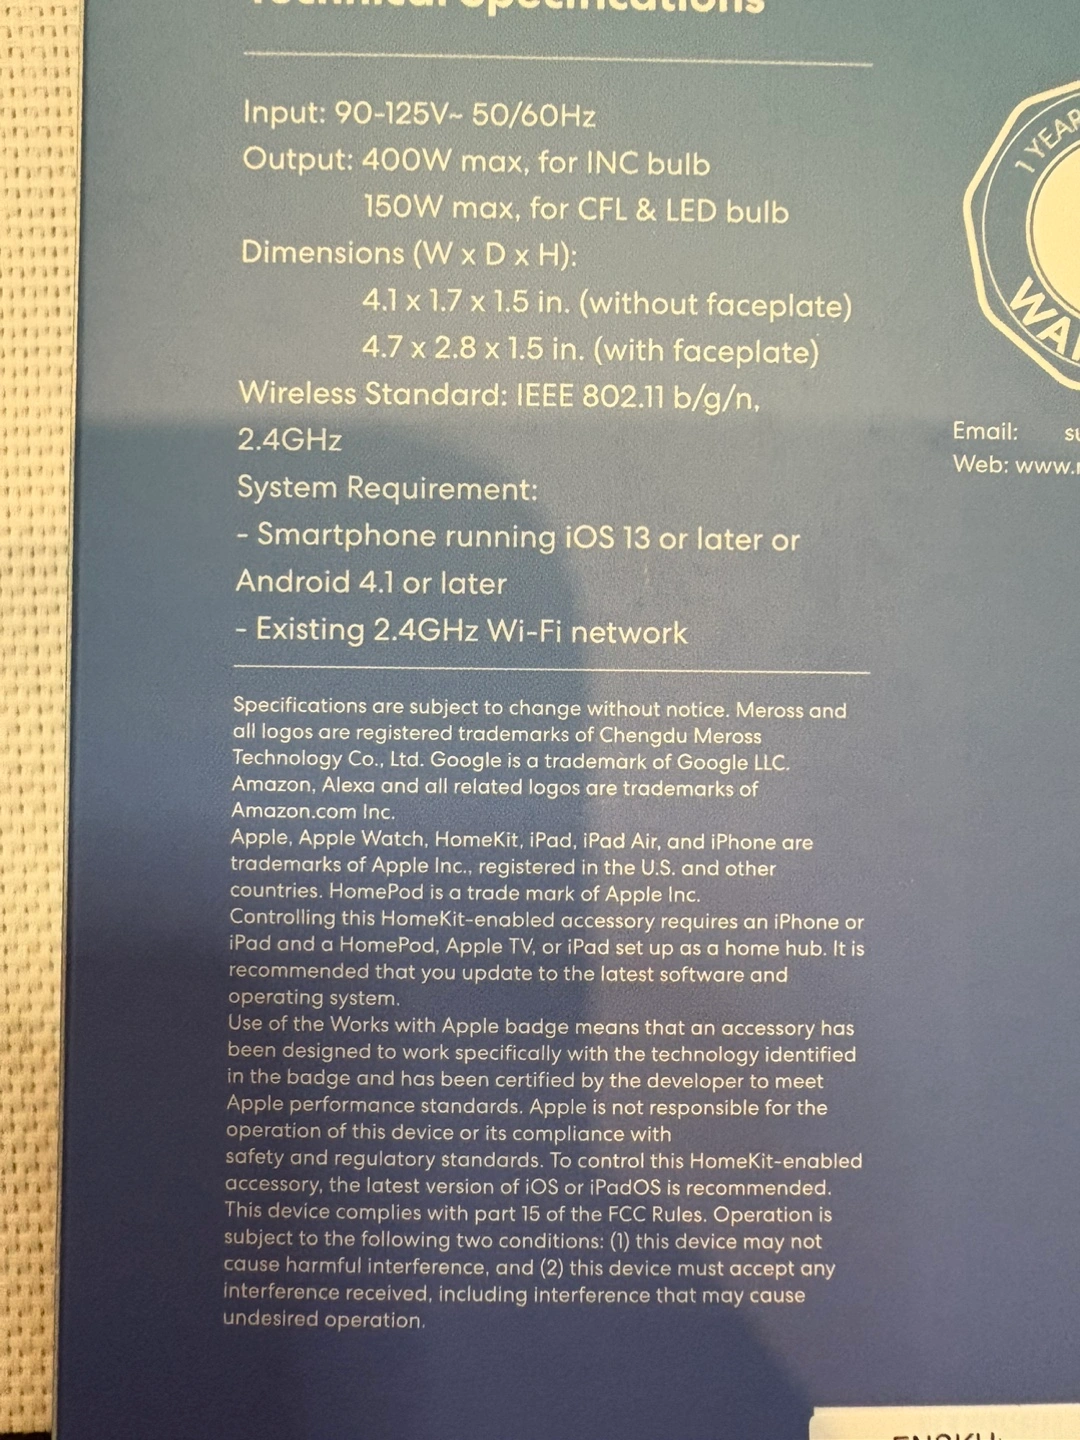 Technical Specifications
Input: 90-125V~ 50/60Hz
Output: 400W max, for INC bulb
150W max, for CFL & LED bulb
Dimensions (W x D x H):
4.1 x 1.7 x 1.5 in. (without faceplate)
4.7 x 2.8 x 1.5 in. (with faceplate)
Wireless Standard: IEEE 802.11 b/g/n,
2.4GHz
System Requirement:
- Smartphone running iOS 13 or later or
Android 4.1 or later
- Existing 2.4GHz Wi-Fi network
Specifications are subject to change without notice. Meross and
all logos are registered trademarks of Chengdu Meross
Technology Co., Ltd. Google is a trademark of Google LLC.
Amazon, Alexa and all related logos are trademarks of
Amazon.com Inc.
Apple, Apple Watch, HomeKit, iPad, iPad Air, and iPhone are
trademarks of Apple Inc., registered in the U.S. and other
countries. HomePod is a trade mark of Apple Inc.
Controlling this HomeKit-enabled accessory requires an iPhone or
iPad and a HomePod, Apple TV, or iPad set up as a home hub. It is
recommended that you update to the latest software and
operating system.
Use of the Works with Apple badge means that an accessory has
been designed to work specifically with the technology identified
in the badge and has been certified by the developer to meet
Apple performance standards. Apple is not responsible for the
operation of this device or its compliance with
safety and regulatory standards. To control this HomeKit-enabled
accessory, the latest version of iOS or iPadOS is recommended.
This device complies with part 15 of the FCC Rules. Operation is
subject to the following two conditions: (1) this device may not
cause harmful interference, and (2) this device must accept any
interference received, including interference that may cause
undesired operation.
1 YEAR
Email:
Web: www.